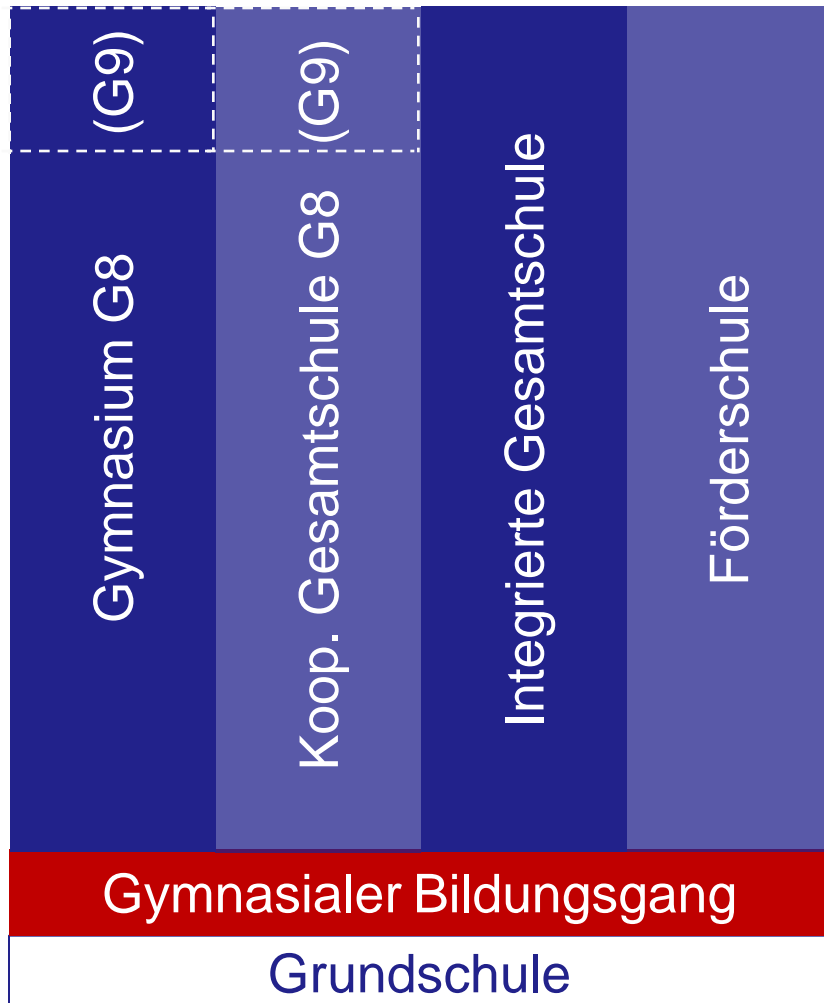 (G9)
Gymnasium G8
(G9)
Koop. Gesamtschule G8
Integrierte Gesamtschule
Förderschule
Gymnasialer Bildungsgang
Grundschule